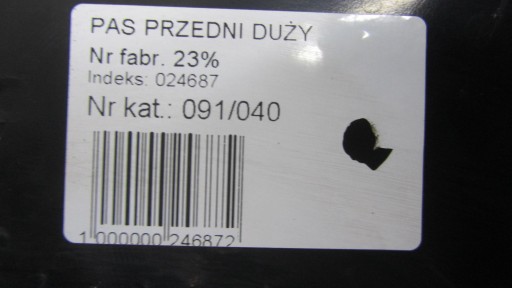 PAS PRZEDNI DUŻY
Nr fabr. 23%
Indeks: 024687
Nr kat.: 091/040
1 000000 246872